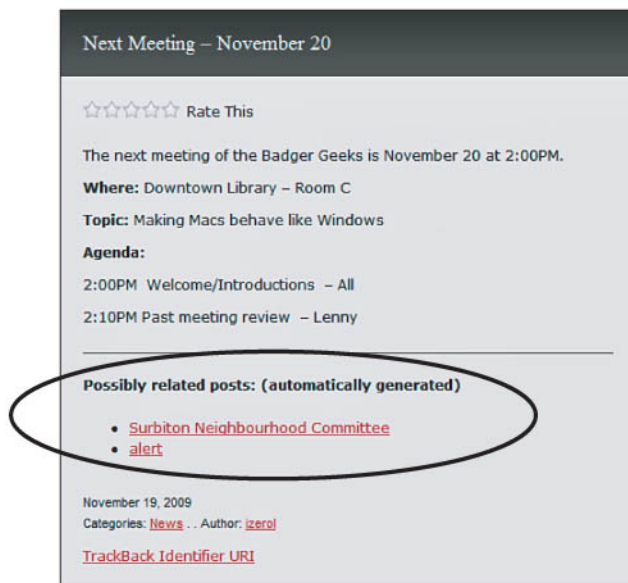 Next Meeting – November 20
Rate This
The next meeting of the Badger Geeks is November 20 at 2:00PM.
Where: Downtown Library – Room C
Topic: Making Macs behave like Windows
Agenda:
2:00PM  Welcome/Introductions  – All
2:10PM Past meeting review  – Lenny
Possibly related posts: (automatically generated)
• Surbiton Neighbourhood Committee
• alert
November 19, 2009
Categories: News . . Author: izerol
TrackBack Identifier URI